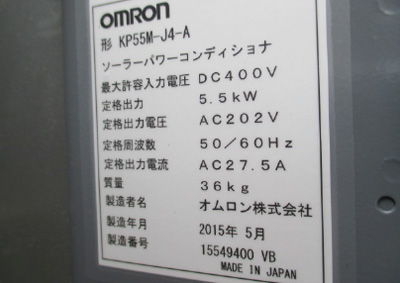 OMRON
形 KP55M-J4-A
ソーラーパワーコンディショナ
最大許容入力電圧 DC400V
定格出力 5.5kW
定格出力電圧 AC202V
定格周波数 50/60Hz
定格出力電流 AC27.5A
質量 36kg
製造者名 オムロン株式会社
製造年月 2015年 5月
製造番号 15549400 VB
MADE IN JAPAN